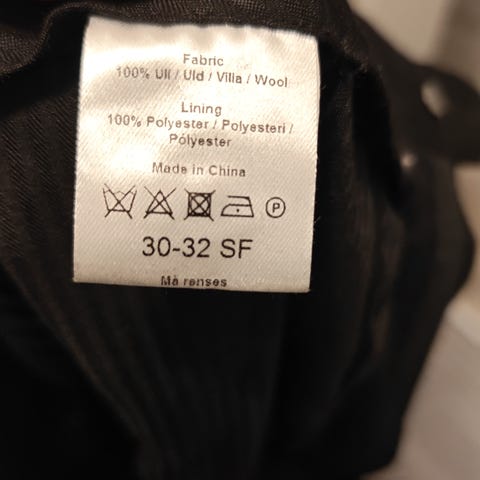 Fabric
100% Ull / Uld / Villa / Wool
Lining
100% Polyester / Polyesteri /
Pólyester
Made in China
P
30-32 SF
Må renses